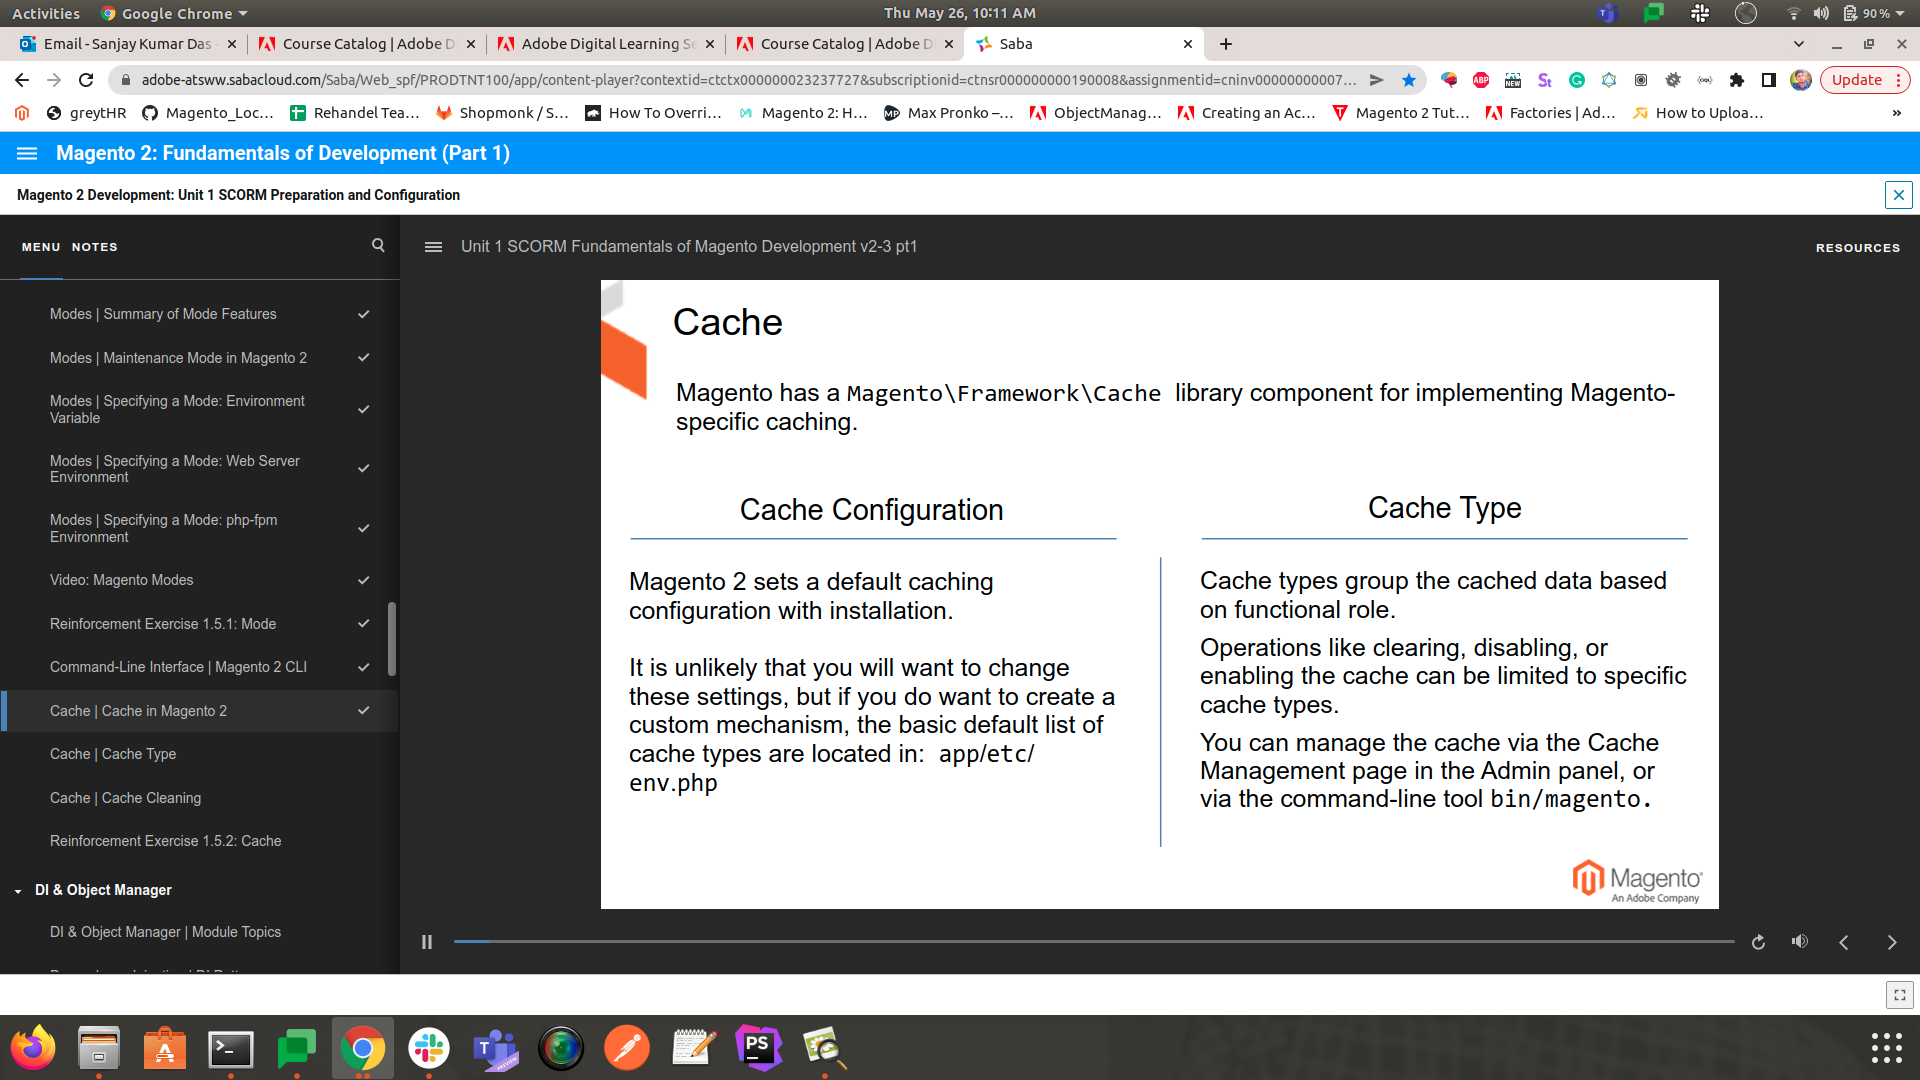 Activities
Google Chrome
Thu May 26, 10:11 AM
90 %
Email - Sanjay Kumar Das
Course Catalog | Adobe D
Adobe Digital Learning Se
Course Catalog | Adobe D
Saba
adobe-atsww.sabacloud.com/Saba/Web_spf/PRODTNT100/app/content-player?contextid=ctctx000000023237727&subscriptionid=ctnsr000000000190008&assignmentid=cninv00000000007...
ABP
NEW
Update
greytHR
Magento_Loc...
Rehandel Tea...
Shopmonk / S...
How To Overri...
Magento 2: H...
Max Pronko –...
ObjectManag...
Creating an Ac...
Magento 2 Tut...
Factories | Ad...
How to Uploa...
»
Magento 2: Fundamentals of Development (Part 1)
Magento 2 Development: Unit 1 SCORM Preparation and Configuration
MENU
NOTES
Unit 1 SCORM Fundamentals of Magento Development v2-3 pt1
RESOURCES
Modes | Summary of Mode Features
Modes | Maintenance Mode in Magento 2
Modes | Specifying a Mode: Environment
Variable
Modes | Specifying a Mode: Web Server
Environment
Modes | Specifying a Mode: php-fpm
Environment
Video: Magento Modes
Reinforcement Exercise 1.5.1: Mode
Command-Line Interface | Magento 2 CLI
Cache | Cache in Magento 2
Cache | Cache Type
Cache | Cache Cleaning
Reinforcement Exercise 1.5.2: Cache
DI & Object Manager
DI & Object Manager | Module Topics
Cache
Magento has a Magento\Framework\Cache library component for implementing Magento-
specific caching.
Cache Configuration
Magento 2 sets a default caching
configuration with installation.
It is unlikely that you will want to change
these settings, but if you do want to create a
custom mechanism, the basic default list of
cache types are located in: app/etc/
env.php
Cache Type
Cache types group the cached data based
on functional role.
Operations like clearing, disabling, or
enabling the cache can be limited to specific
cache types.
You can manage the cache via the Cache
Management page in the Admin panel, or
via the command-line tool bin/magento.
Magento
An Adobe Company
PS